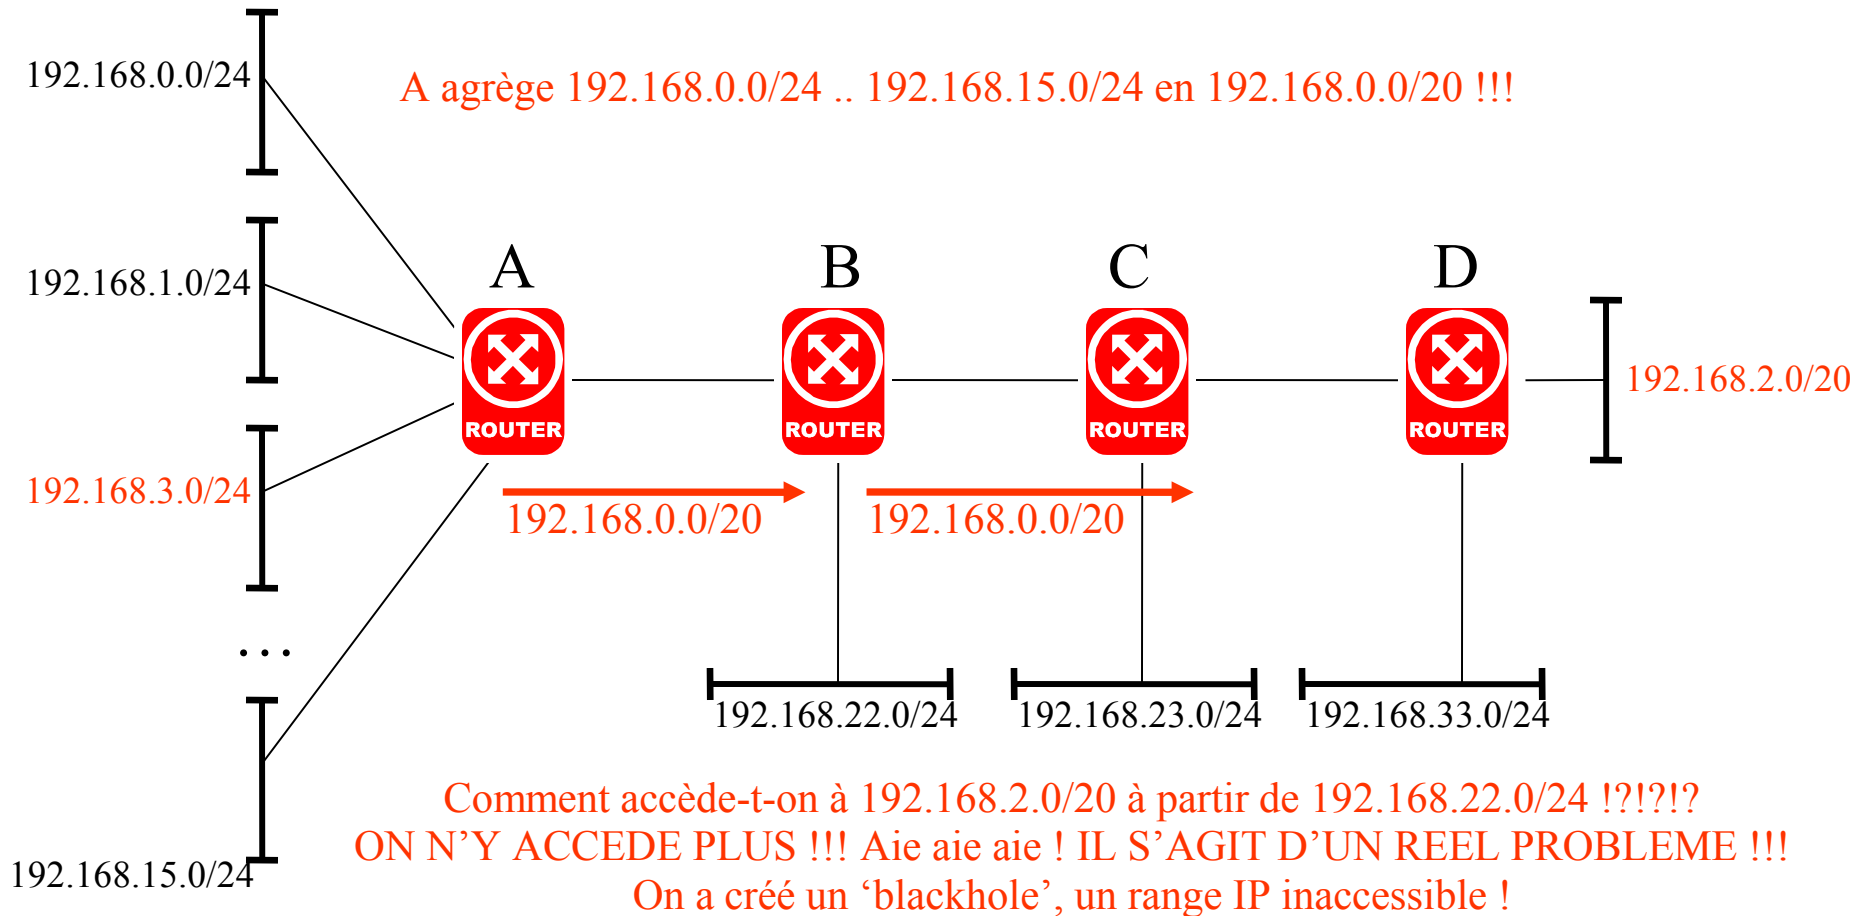 192.168.0.0/24
A agrège 192.168.0.0/24 .. 192.168.15.0/24 en 192.168.0.0/20 !!!
192.168.1.0/24
A
B
C
D
192.168.2.0/20
ROUTER
ROUTER
ROUTER
ROUTER
192.168.3.0/24
192.168.0.0/20
192.168.0.0/20
...
192.168.22.0/24
192.168.23.0/24
192.168.33.0/24
192.168.15.0/24
Comment accède-t-on à 192.168.2.0/20 à partir de 192.168.22.0/24 !?!?!?
ON N’Y ACCEDE PLUS !!! Aie aie aie ! IL S’AGIT D’UN REEL PROBLEME !!!
On a créé un ‘blackhole’, un range IP inaccessible !